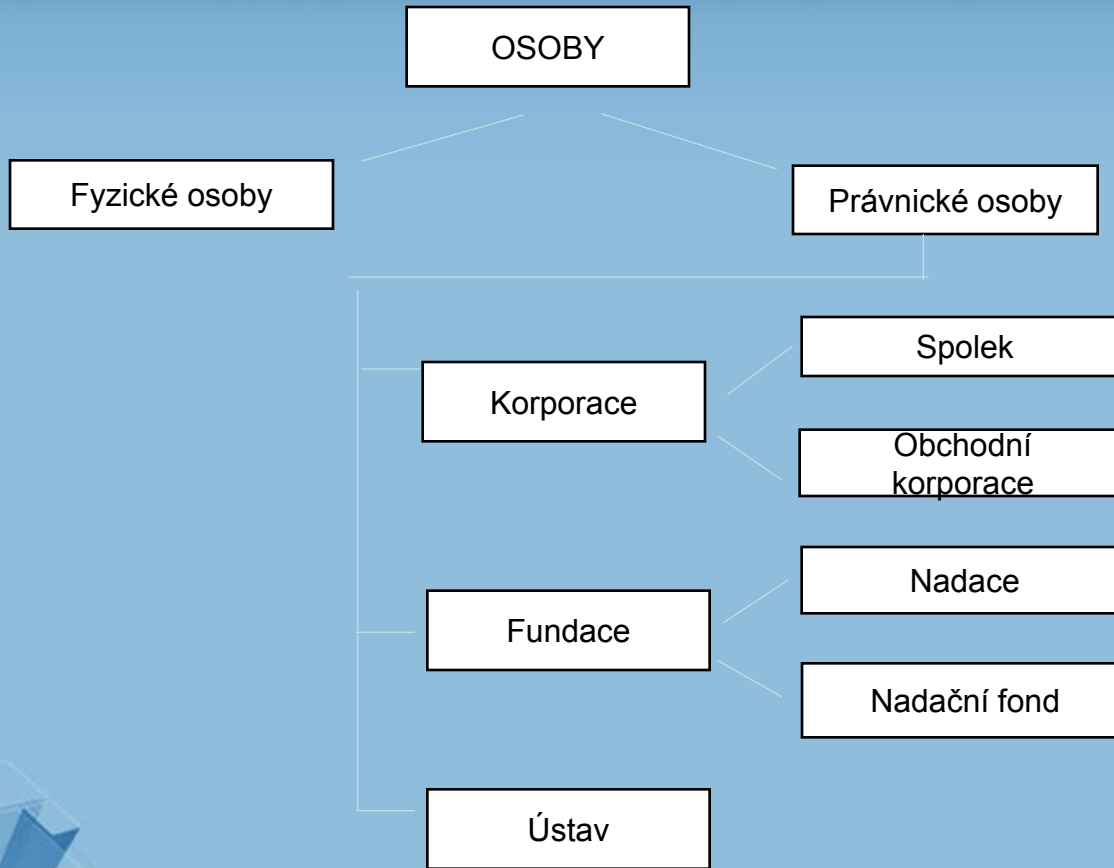 OSOBY
Fyzické osoby
Právnické osoby
Spolek
Korporace
Obchodní
korporace
Nadace
Fundace
Nadační fond
Ústav